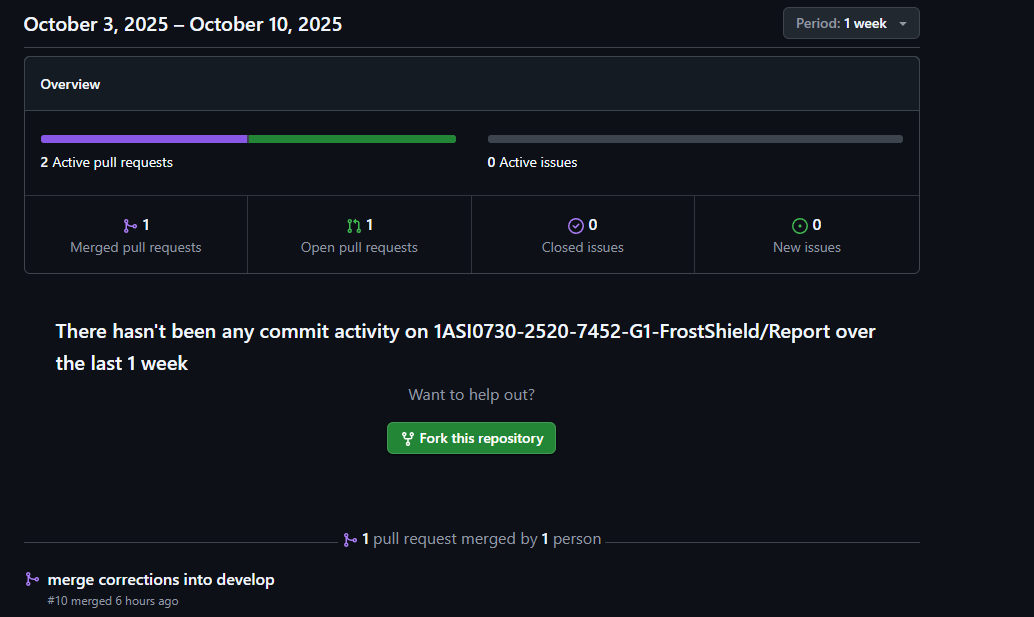 October 3, 2025 – October 10, 2025
Period: 1 week
Overview
2 Active pull requests
0 Active issues
1
Merged pull requests
1
Open pull requests
0
Closed issues
0
New issues
There hasn't been any commit activity on 1ASI0730-2520-7452-G1-FrostShield/Report over
the last 1 week
Want to help out?
Fork this repository
1 pull request merged by 1 person
merge corrections into develop
#10 merged 6 hours ago